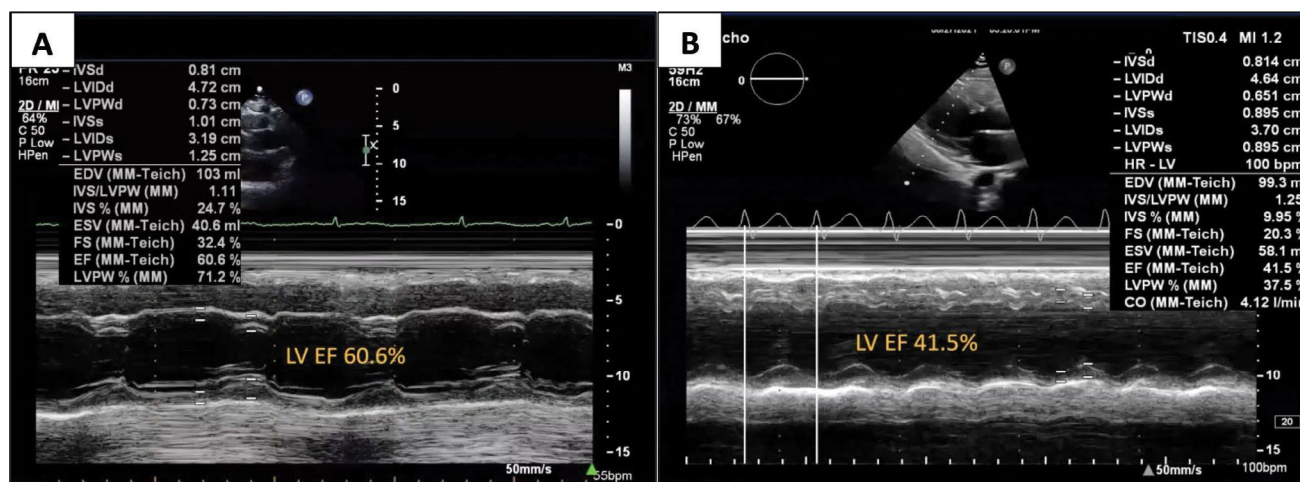 A
IVSd 0.81 cm
16cm
LVIDd 4.72 cm
2D / MI
LVPWd 0.73 cm
64%
IVSs 1.01 cm
C 50
P Low
LVIDs 3.19 cm
HPen
LVPWs 1.25 cm
EDV (MM-Teich) 103 ml
IVS/LVPW (MM) 1.11
IVS % (MM) 24.7 %
ESV (MM-Teich) 40.6 ml
FS (MM-Teich) 32.4 %
EF (MM-Teich) 60.6 %
LVPW % (MM) 71.2 %
P
x
M3
0
5
10
15
0
-5
-10
-15
LV EF 60.6%
50mm/s
55bpm
B
cho
TIS0.4 MI 1.2
59HZ
16cm
0
2D / MM
73% 67%
C 50
P Low
HPen
P
IVSd 0.814 cm
LVIDd 4.64 cm
LVPWd 0.651 cm
IVSs 0.895 cm
LVIDs 3.70 cm
LVPWs 0.895 cm
HR - LV 100 bpm
EDV (MM-Teich) 99.3 m
IVS/LVPW (MM) 1.25
IVS % (MM) 9.95 %
FS (MM-Teich) 20.3 %
ESV (MM-Teich) 58.1 m
EF (MM-Teich) 41.5 %
LVPW % (MM) 37.5 %
CO (MM-Teich) 4.12 l/min
LV EF 41.5%
-10
20
-15
50mm/s
100bpm